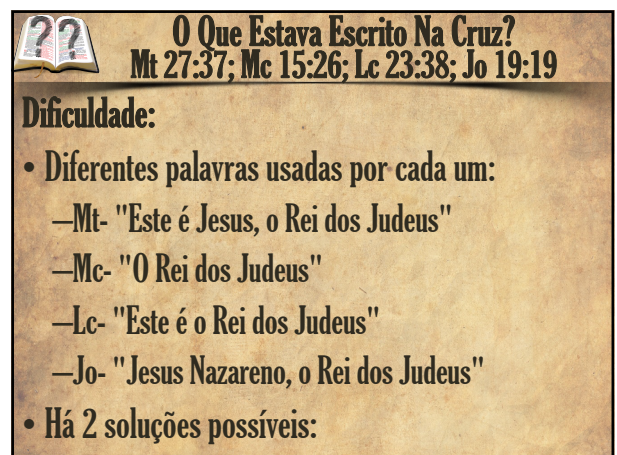 ? ?
O Que Estava Escrito Na Cruz?
Mt 27:37; Mc 15:26; Lc 23:38; Jo 19:19
Dificuldade:
• Diferentes palavras usadas por cada um:
–Mt- "Este é Jesus, o Rei dos Judeus"
–Mc- "O Rei dos Judeus"
–Lc- "Este é o Rei dos Judeus"
–Jo- "Jesus Nazareno, o Rei dos Judeus"
• Há 2 soluções possíveis: